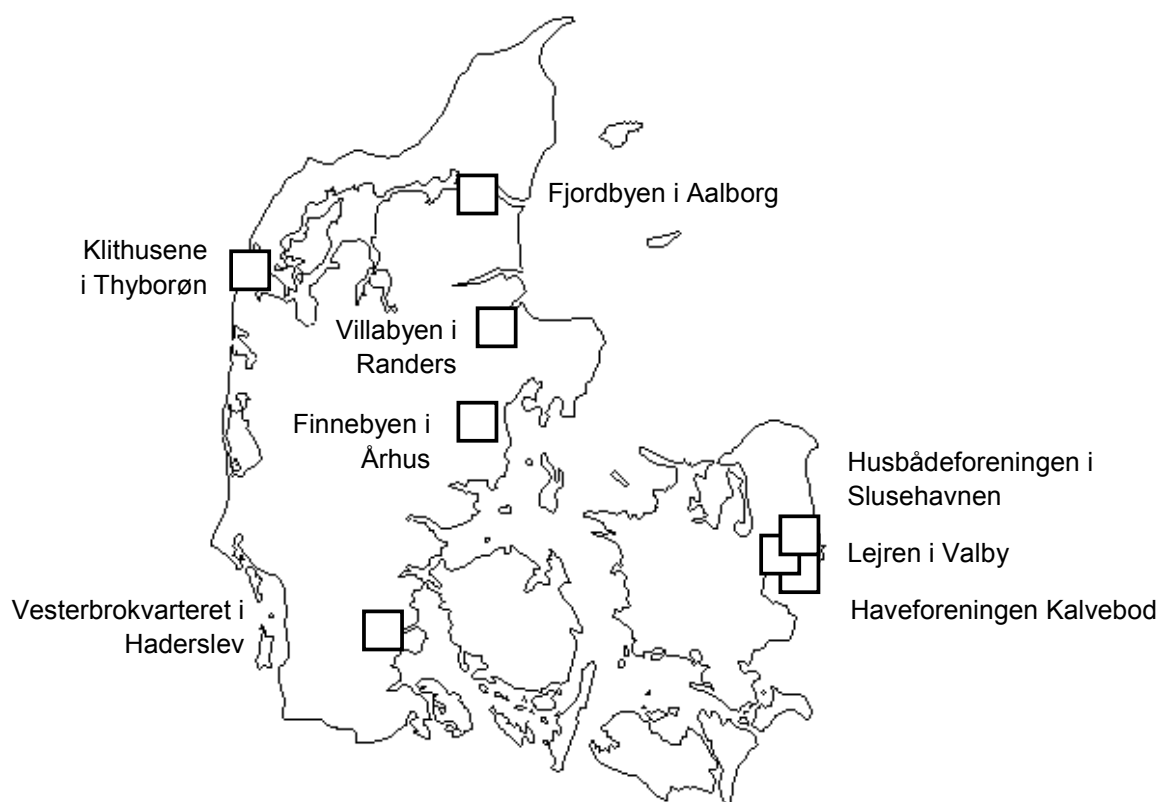 Fjordbyen i Aalborg
Klithusene
i Thyborøn
Villabyen i
Randers
Finnebyen i
Århus
Husbådeforeningen i
Slusehavnen
Lejren i Valby
Haveforeningen Kalvebod
Vesterbrokvarteret i
Haderslev